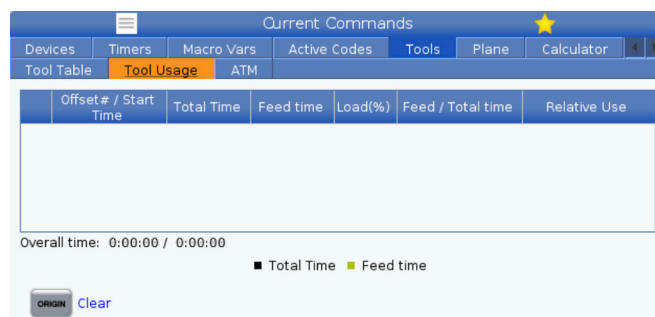 Current Commands
Devices Timers Macro Vars Active Codes Tools Plane Calculator
Tool Table Tool Usage ATM
Offset# / Start Time Total Time Feed time Load(%) Feed / Total time Relative Use
Overall time: 0:00:00 / 0:00:00
Total Time Feed time
ORIGIN Clear